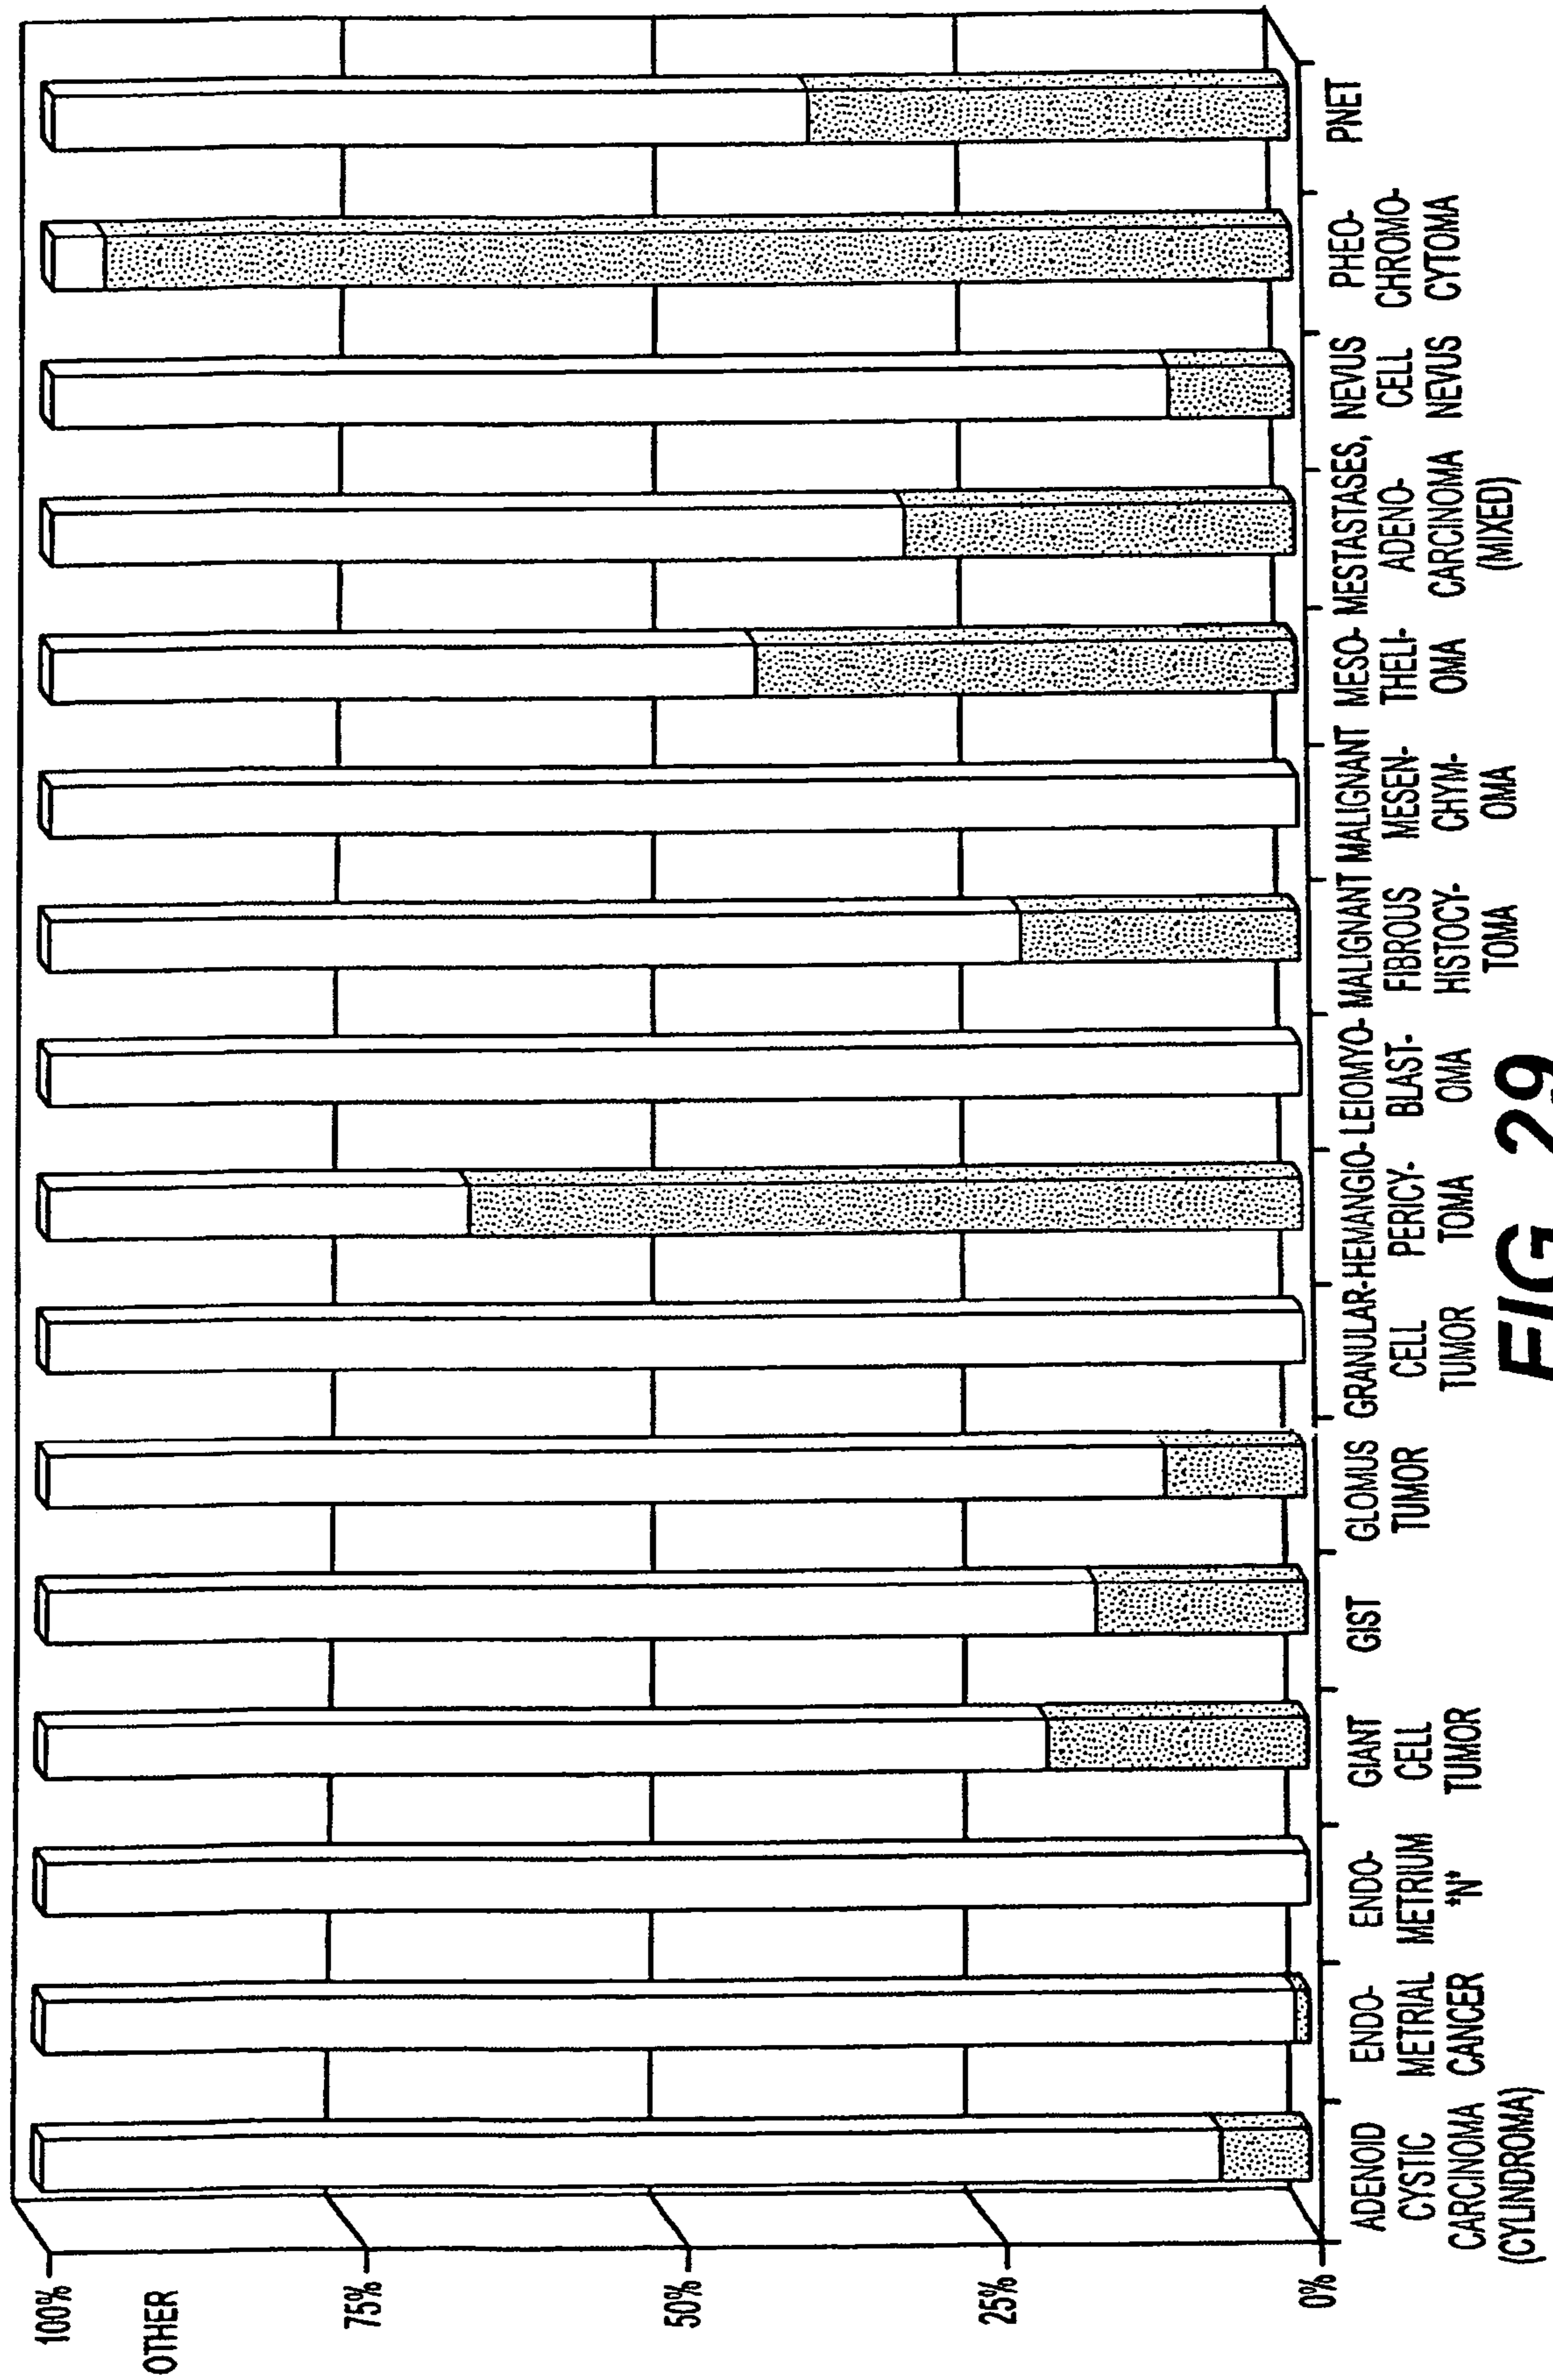 OTHER
100%
75%
50%
25%
0%
ADENOID
CYSTIC
CARCINOMA
(CYLINDROMA)
ENDO-
METRIAL
CANCER
ENDO-
METRIUM
"N"
GIANT
CELL
TUMOR
GIST
GLOMUS
TUMOR
GRANULAR-
CELL
TUMOR
HEMANGIO-
PERICY-
TOMA
LEIOMYO-
BLAST-
OMA
MALIGNANT
FIBROUS
HISTOCY-
TOMA
MALIGNANT
MESEN-
CHYM-
OMA
MESO-
THELI-
OMA
MESTASTASES,
ADENO-
CARCINOMA
(MIXED)
NEVUS
CELL
NEVUS
PHEO-
CHROMO-
CYTOMA
PNET
FIG. 29